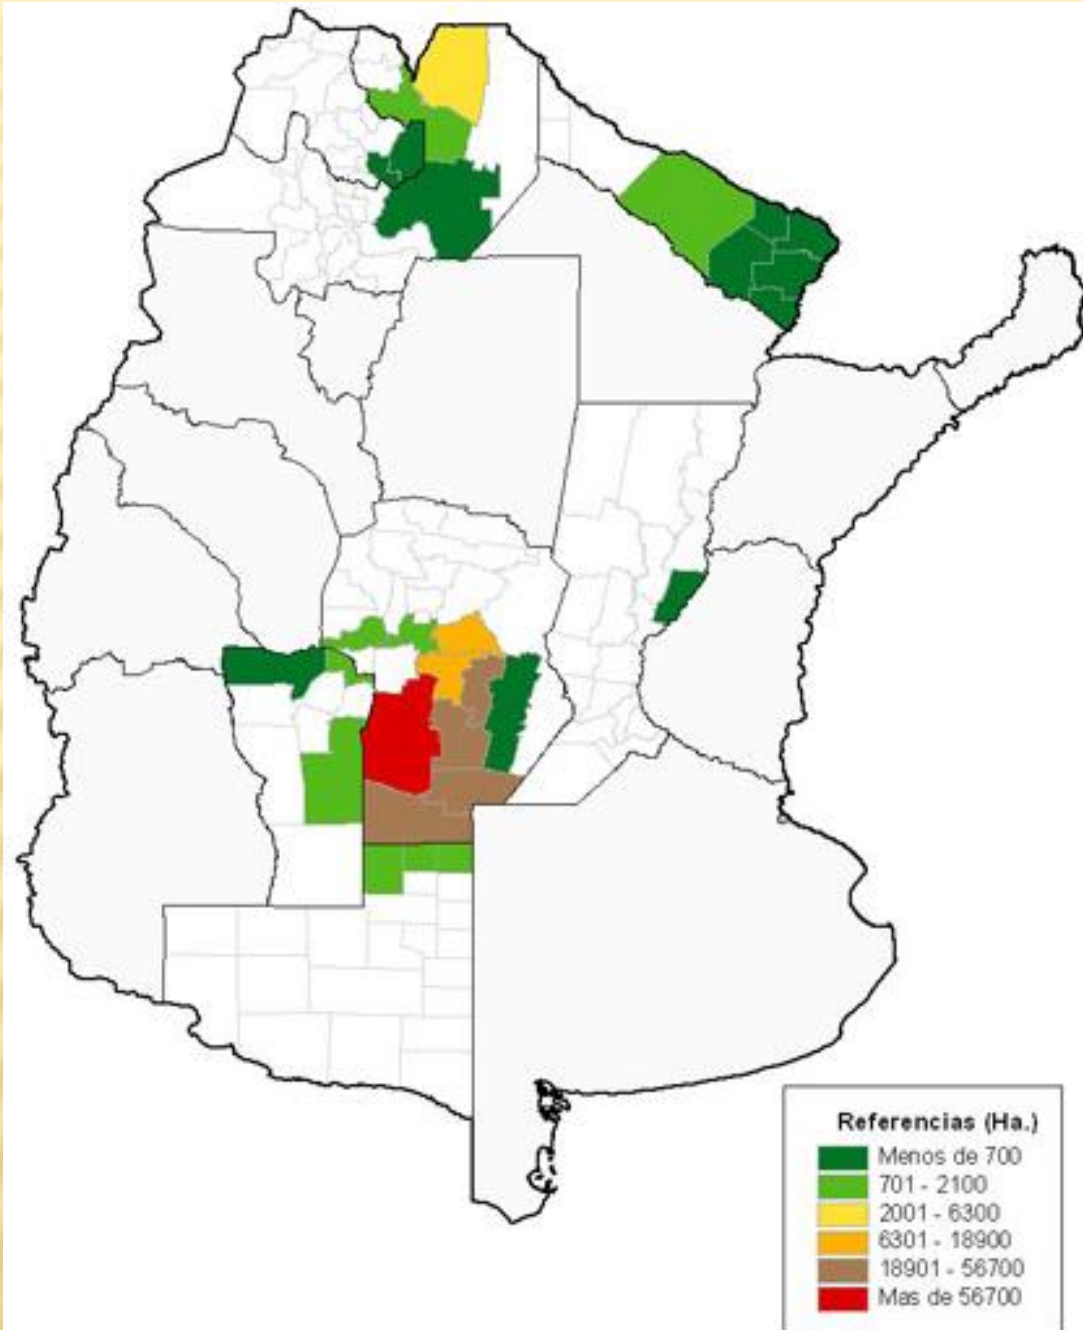 Referencias (Ha.)
Menos de 700
701 - 2100
2001 - 6300
6301 - 18900
18901 - 56700
Mas de 56700